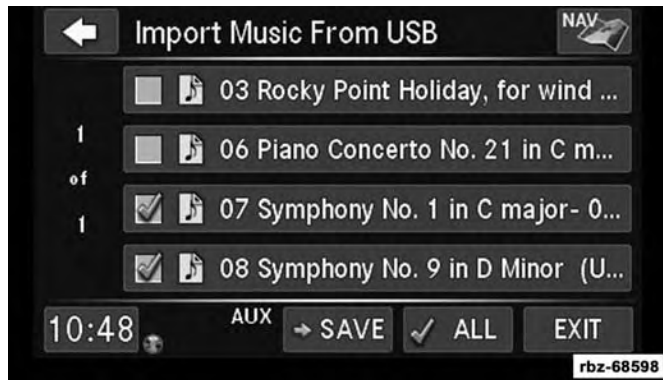 Import Music From USB
NAV
03 Rocky Point Holiday, for wind ...
06 Piano Concerto No. 21 in C m...
1
of
1
07 Symphony No. 1 in C major- 0...
08 Symphony No. 9 in D Minor (U...
10:48
AUX
SAVE
ALL
EXIT
rbz-68598